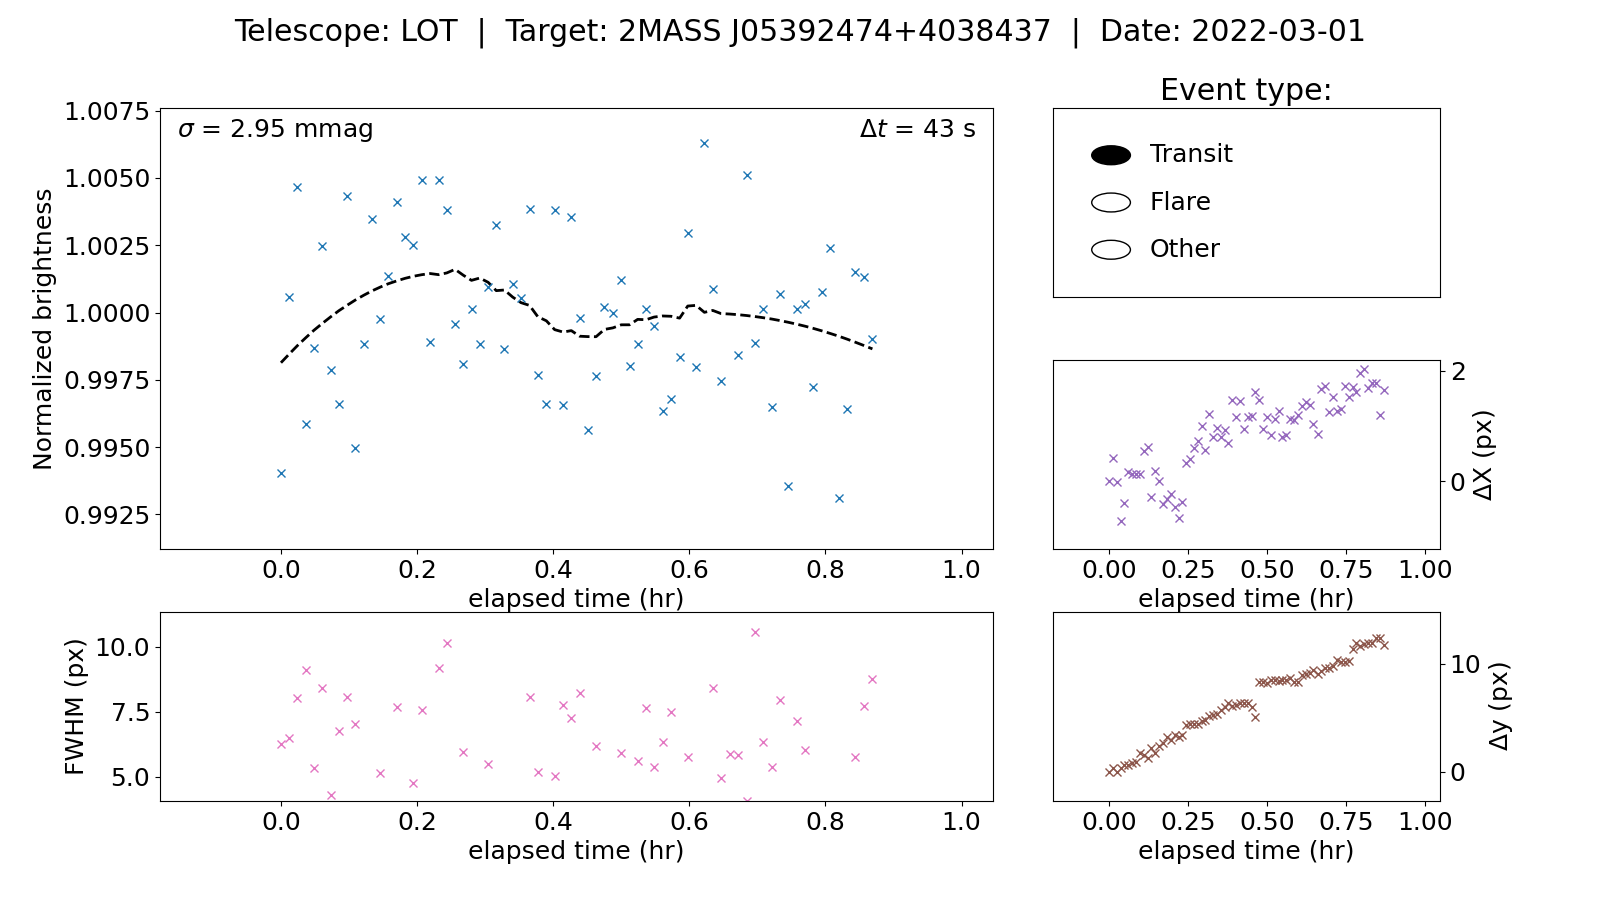 Telescope: LOT | Target: 2MASS J05392474+4038437 | Date: 2022-03-01
Event type:
σ = 2.95 mmag
Δt = 43 s
Normalized brightness
1.0075
1.0050
1.0025
1.0000
0.9975
0.9950
0.9925
0.0 0.2 0.4 0.6 0.8 1.0
elapsed time (hr)
Transit
Flare
Other
2
0
ΔX (px)
0.00 0.25 0.50 0.75 1.00
elapsed time (hr)
FWHM (px)
10.0
7.5
5.0
0.0 0.2 0.4 0.6 0.8 1.0
elapsed time (hr)
10
0
Δy (px)
0.00 0.25 0.50 0.75 1.00
elapsed time (hr)